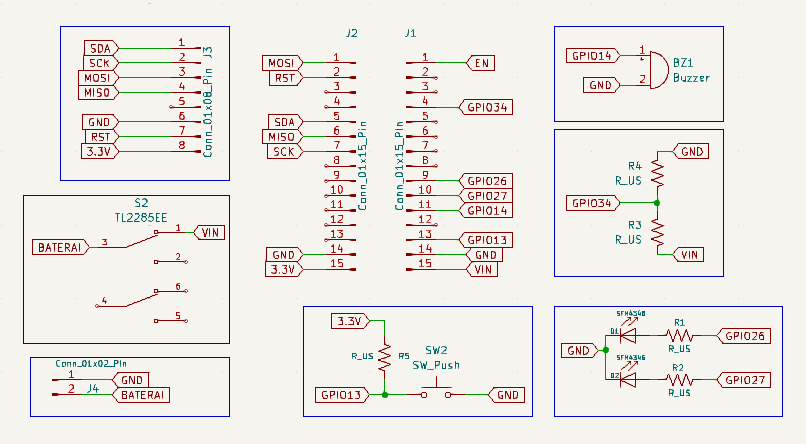 J3
Conn_01x08_Pin
SDA 1
SCK 2
MOSI 3
MISO 4
5
GND 6
RST 7
3.3V 8
J2
Conn_01x15_Pin
MOSI 1
RST 2
3
4
SDA 5
MISO 6
SCK 7
8
9
10
11
12
13
GND 14
3.3V 15
J1
Conn_01x15_Pin
1 EN
2
3
4 GPIO34
5
6
7
8
9 GPIO26
10 GPIO27
11 GPIO14
12
13 GPIO13
14 GND
15 VIN
GPIO14 1
+
BZ1
Buzzer
GND 2
GND
R4
R_US
GPIO34
R3
R_US
VIN
S2
TL2285EE
1 VIN
BATERAI 3
2
6
4
5
Conn_01x02_Pin
1 GND
2 J4 BATERAI
3.3V
R_US R5
SW2
SW_Push
GPIO13 GND
SFH4346
D1 R1 GPIO26
R_US
GND
SFH4346
D2 R2 GPIO27
R_US